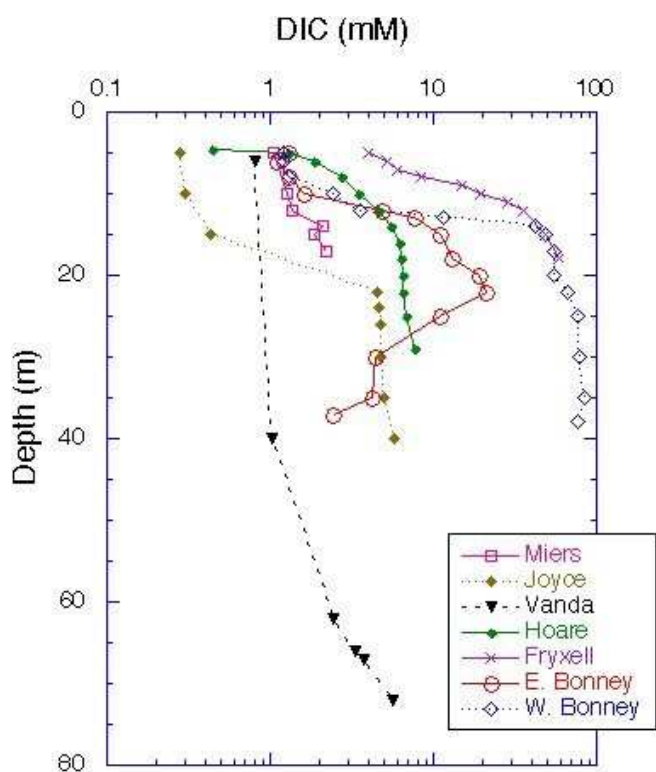 DIC (mM)
0.1 1 10 100
0
20
40
60
80
Depth (m)
Miers
Joyce
Vanda
Hoare
Fryxell
E. Bonney
W. Bonney